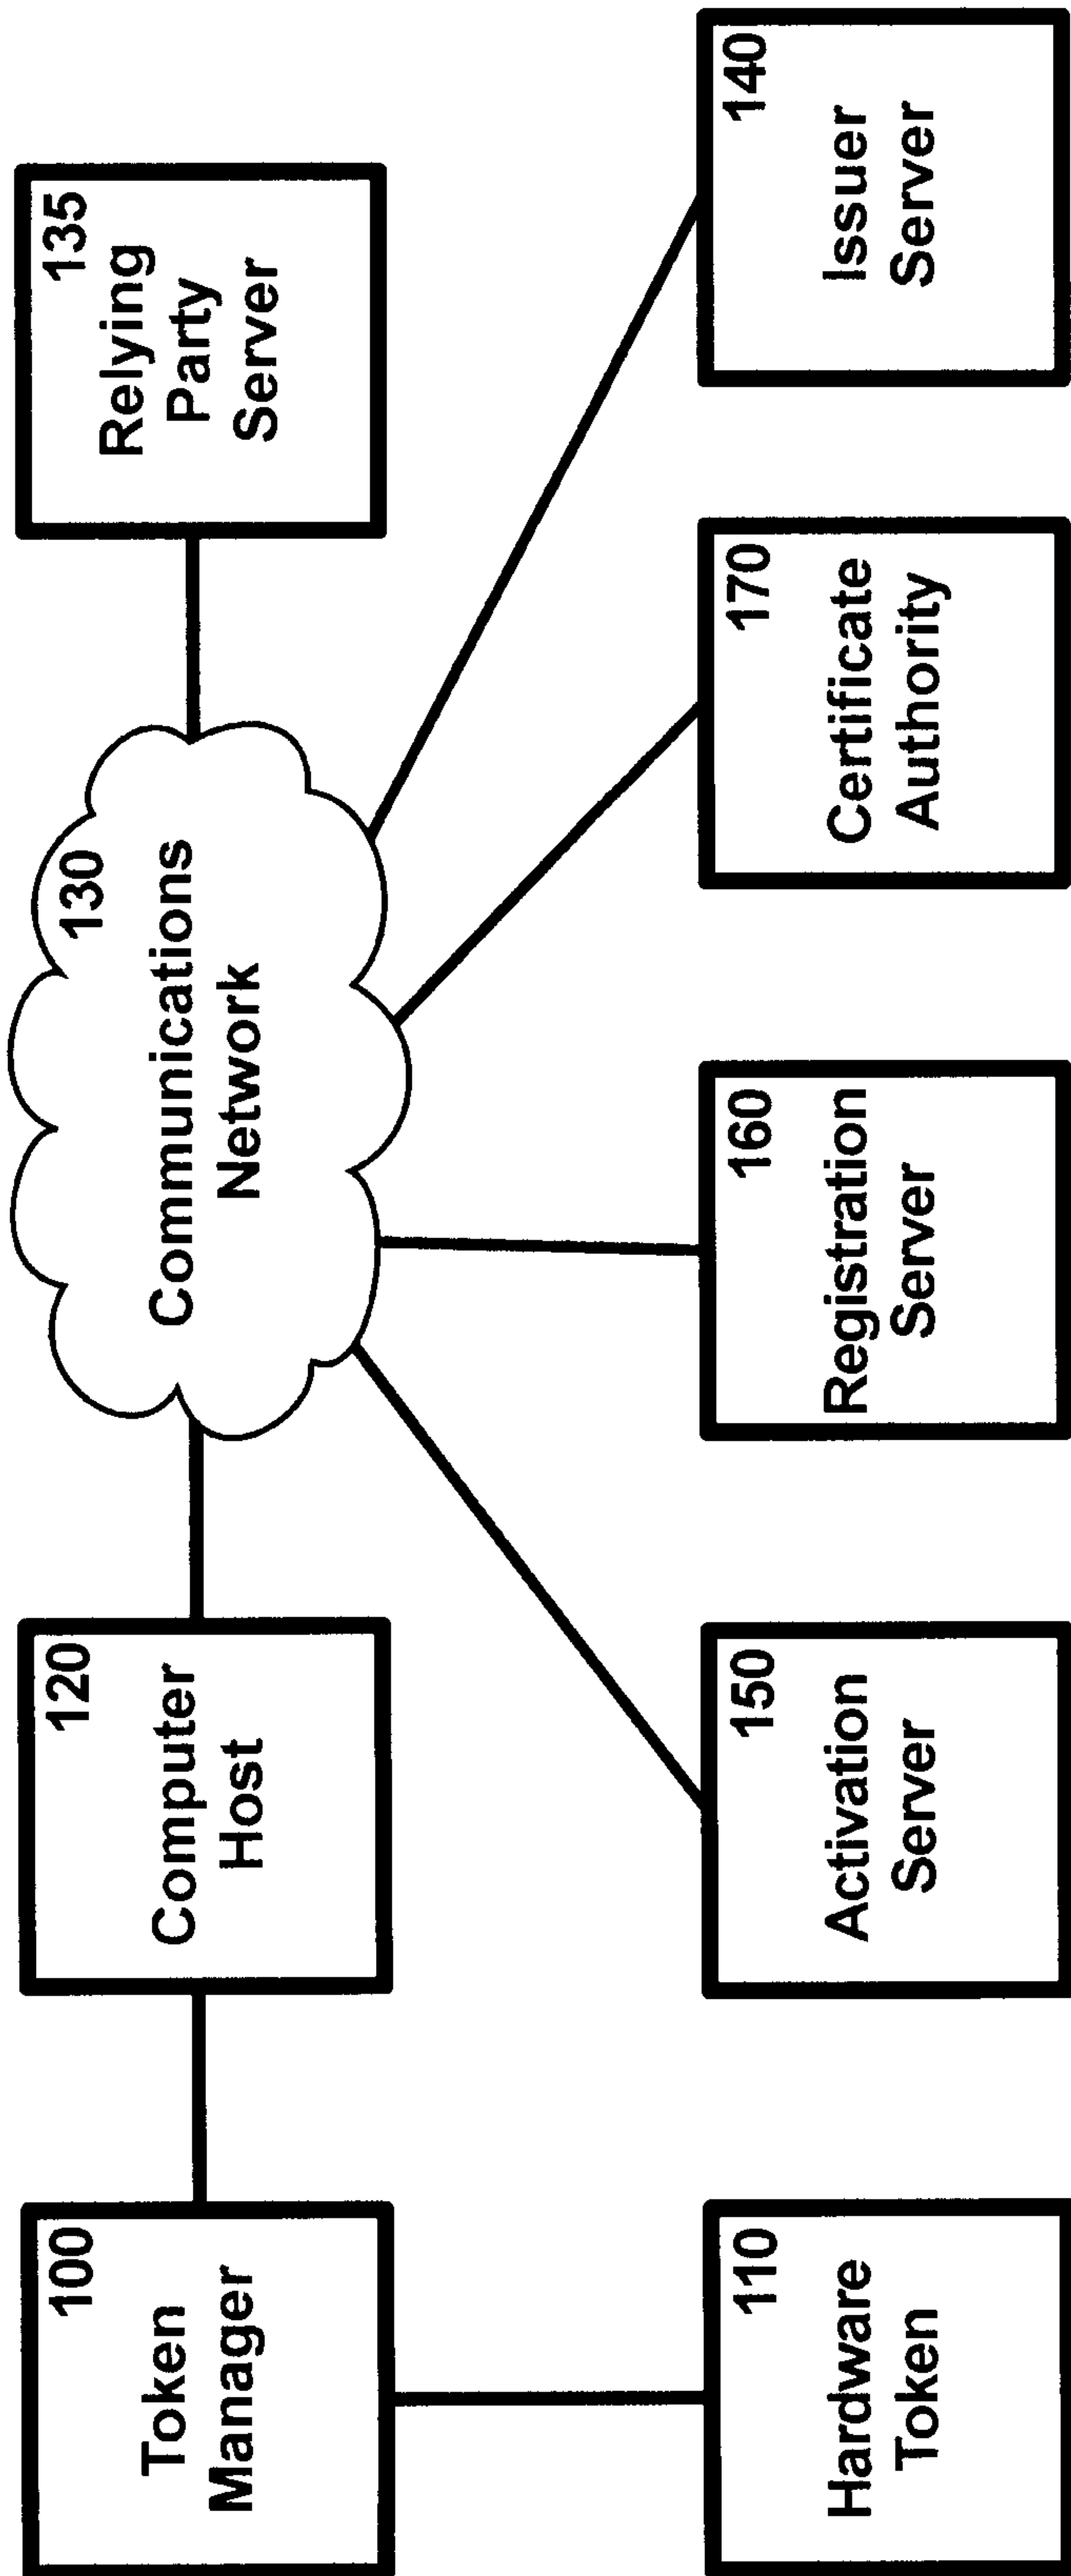 100
Token
Manager
120
Computer
Host
130
Communications
Network
135
Relying
Party
Server
110
Hardware
Token
150
Activation
Server
160
Registration
Server
170
Certificate
Authority
140
Issuer
Server